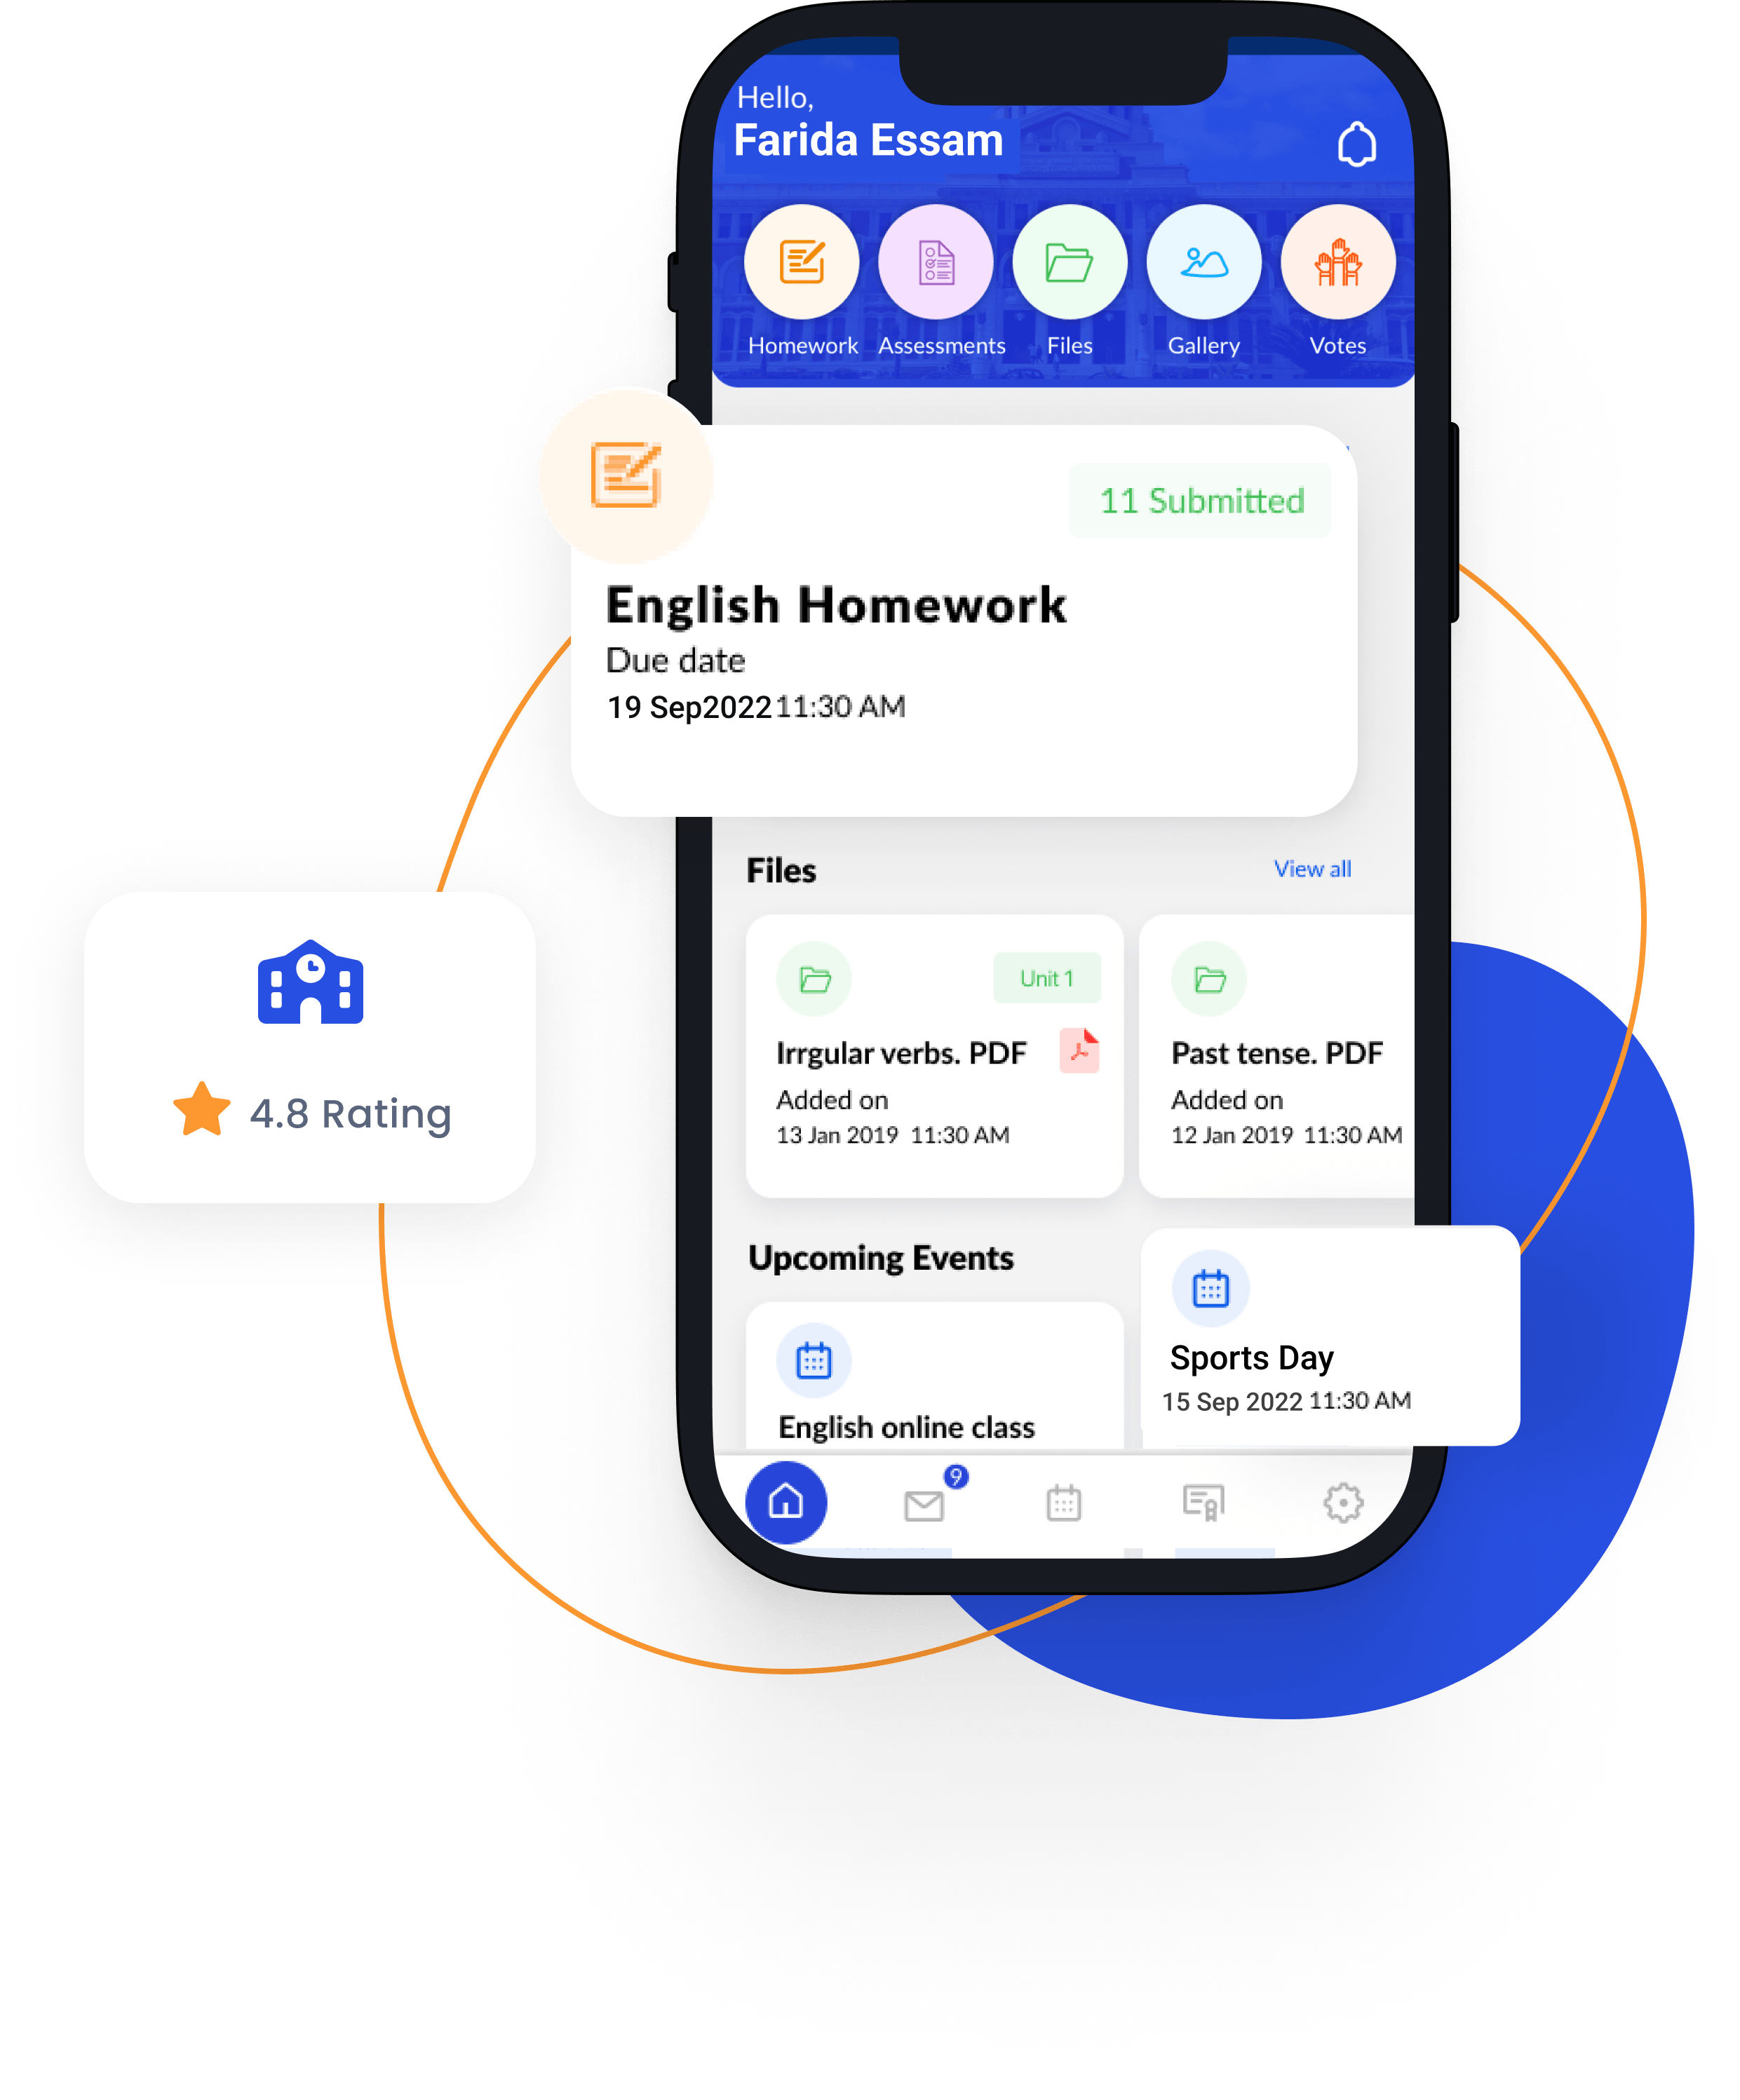 Hello,
Farida Essam
Homework Assessments Files Gallery Votes
11 Submitted
English Homework
Due date
19 Sep2022 11:30 AM
Files View all
Unit 1
Irrgular verbs. PDF
Added on
13 Jan 2019 11:30 AM
Past tense. PDF
Added on
12 Jan 2019 11:30 AM
4.8 Rating
Upcoming Events
English online class
Sports Day
15 Sep 2022 11:30 AM
9